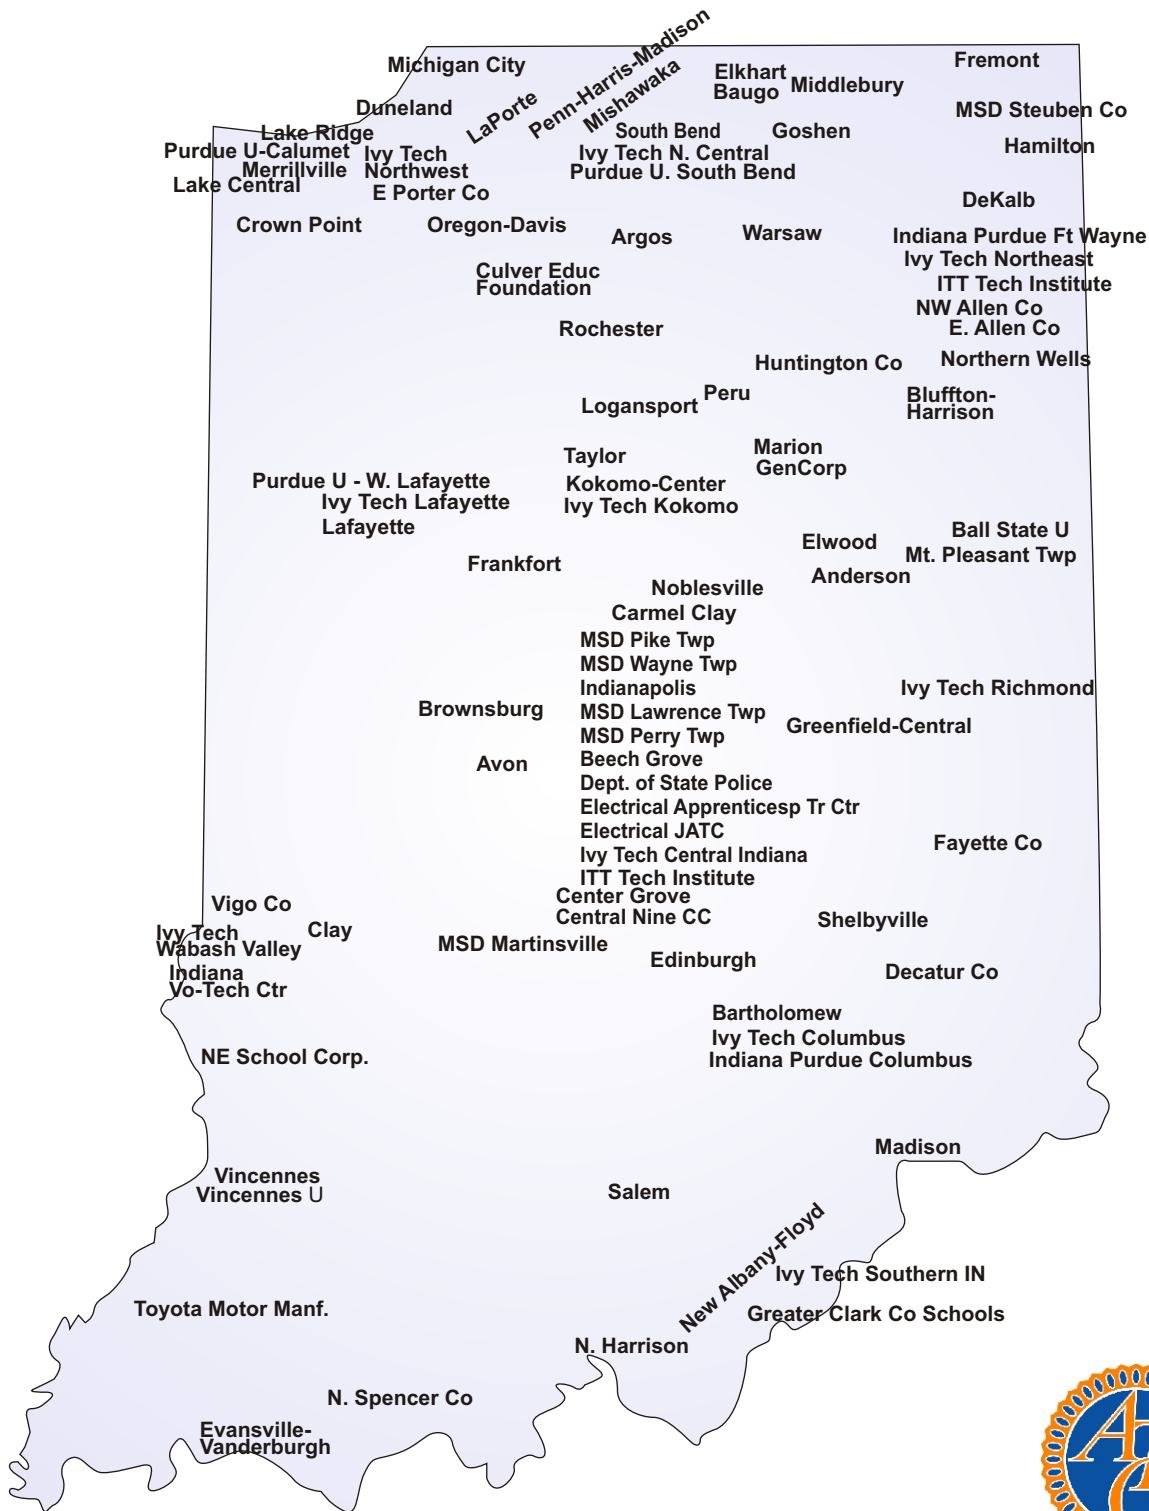 Michigan City
Penn-Harris-Madison
Elkhart
Baugo
Middlebury
Fremont
Duneland
LaPorte
Mishawaka
MSD Steuben Co
Lake Ridge
South Bend
Goshen
Hamilton
Purdue U-Calumet
Ivy Tech
Northwest
Ivy Tech N. Central
Merrillville
Purdue U. South Bend
Lake Central
E Porter Co
DeKalb
Crown Point
Oregon-Davis
Argos
Warsaw
Indiana Purdue Ft Wayne
Ivy Tech Northeast
Culver Educ
Foundation
ITT Tech Institute
NW Allen Co
Rochester
E. Allen Co
Huntington Co
Northern Wells
Peru
Bluffton-
Harrison
Logansport
Taylor
Marion
GenCorp
Purdue U - W. Lafayette
Kokomo-Center
Ivy Tech Lafayette
Ivy Tech Kokomo
Lafayette
Ball State U
Elwood
Mt. Pleasant Twp
Frankfort
Anderson
Noblesville
Carmel Clay
MSD Pike Twp
MSD Wayne Twp
Indianapolis
Ivy Tech Richmond
Brownsburg
MSD Lawrence Twp
Greenfield-Central
MSD Perry Twp
Avon
Beech Grove
Dept. of State Police
Electrical Apprenticesp Tr Ctr
Electrical JATC
Fayette Co
Ivy Tech Central Indiana
ITT Tech Institute
Center Grove
Vigo Co
Central Nine CC
Shelbyville
Ivy Tech
Wabash Valley
Clay
MSD Martinsville
Edinburgh
Indiana
Vo-Tech Ctr
Decatur Co
Bartholomew
Ivy Tech Columbus
NE School Corp.
Indiana Purdue Columbus
Madison
Vincennes
Vincennes U
Salem
New Albany-Floyd
Ivy Tech Southern IN
Toyota Motor Manf.
Greater Clark Co Schools
N. Harrison
N. Spencer Co
Evansville-
Vanderburgh